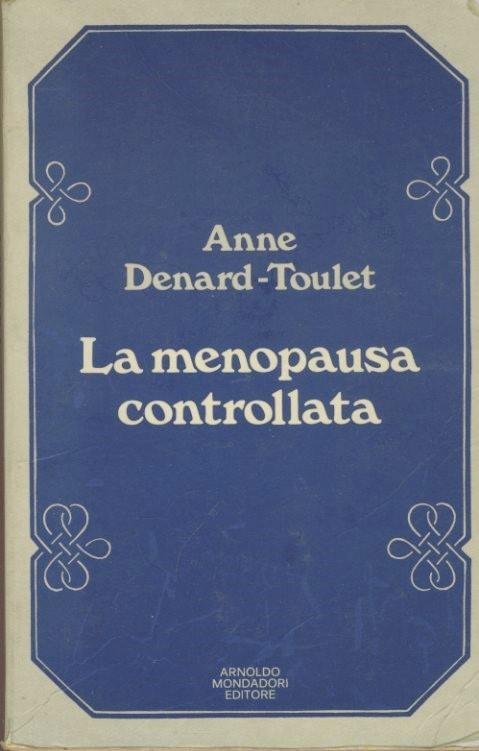 Anne
Denard-Toulet
La menopausa
controllata
ARNOLDO
MONDADORI
EDITORE